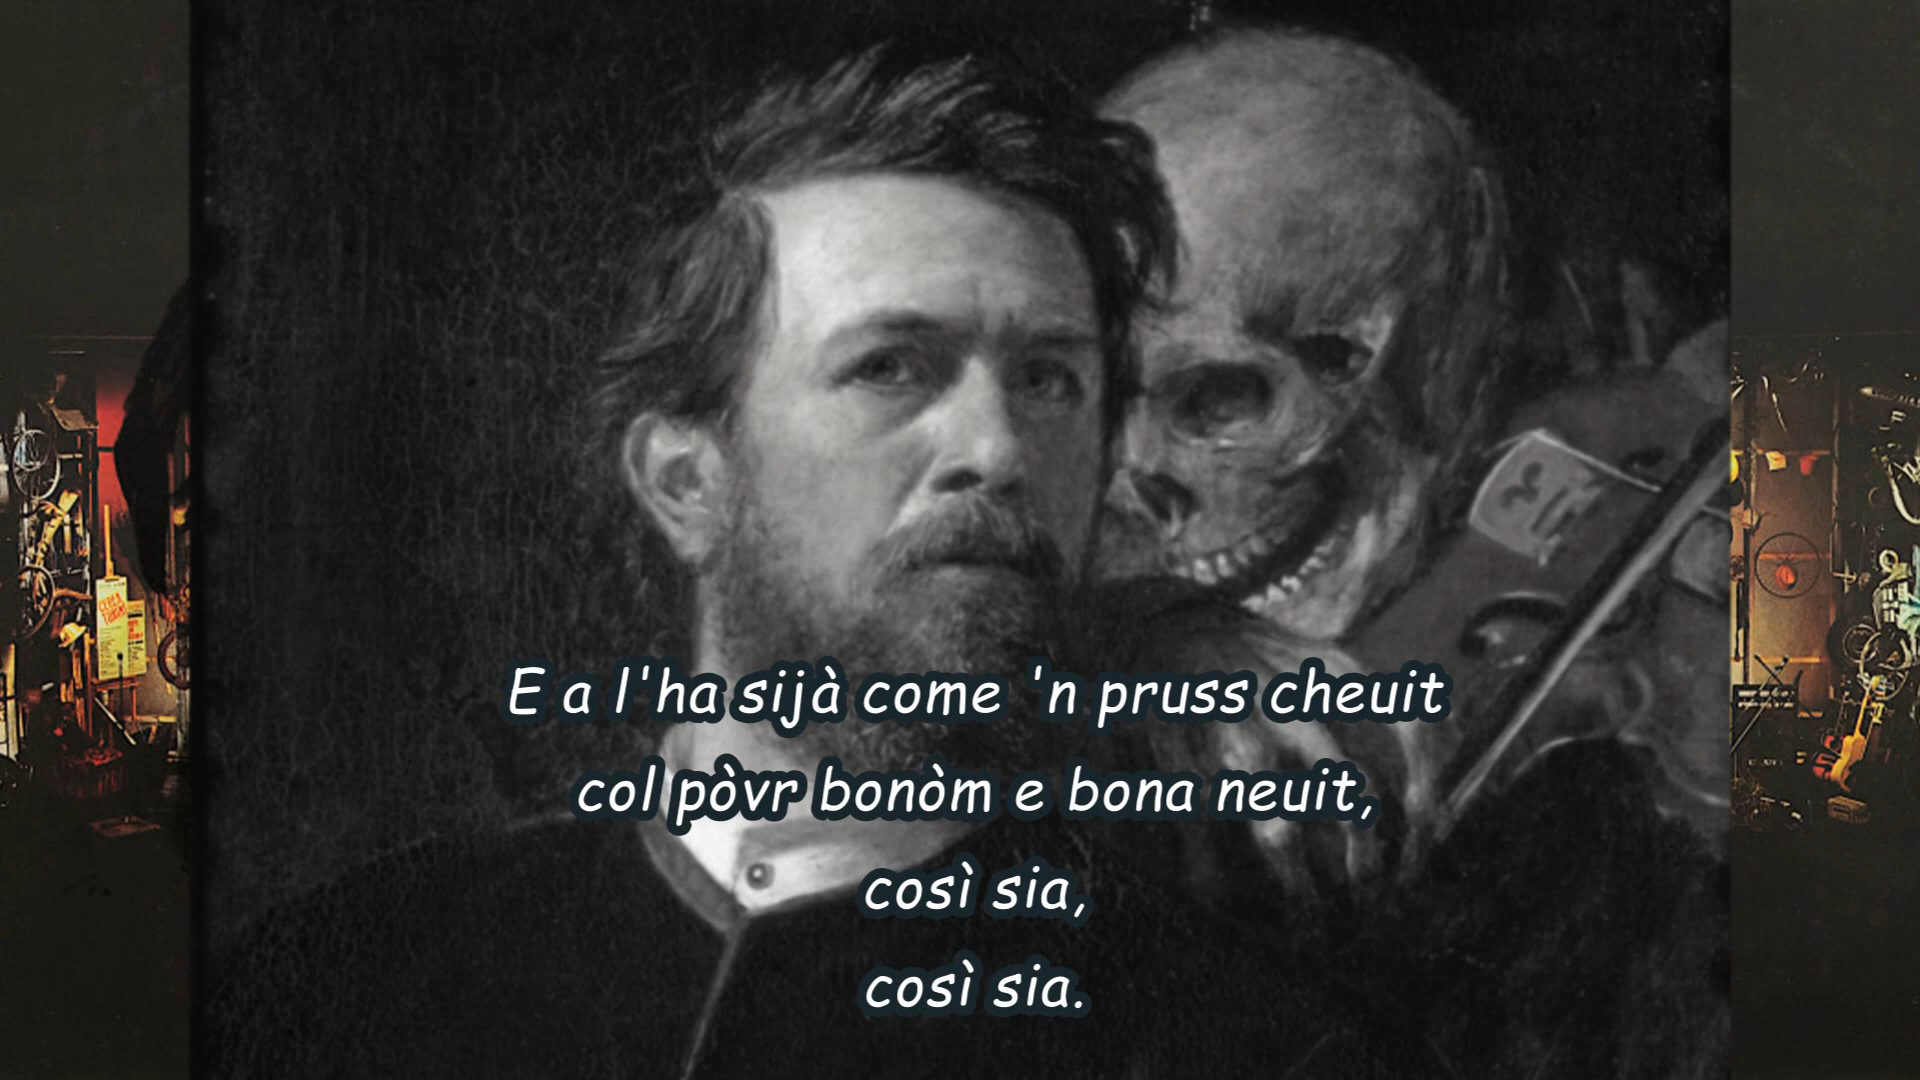 E a l'ha sijà come 'n pruss cheuit
col pòvr bonòm e bona neuit,
così sia,
così sia.